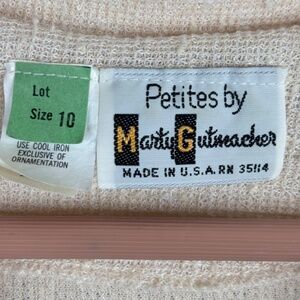 Lot
Size 10
USE COOL IRON
EXCLUSIVE OF
ORNAMENTATION
Petites by
Marty Gutmacher
MADE IN U.S.A. RN 35114